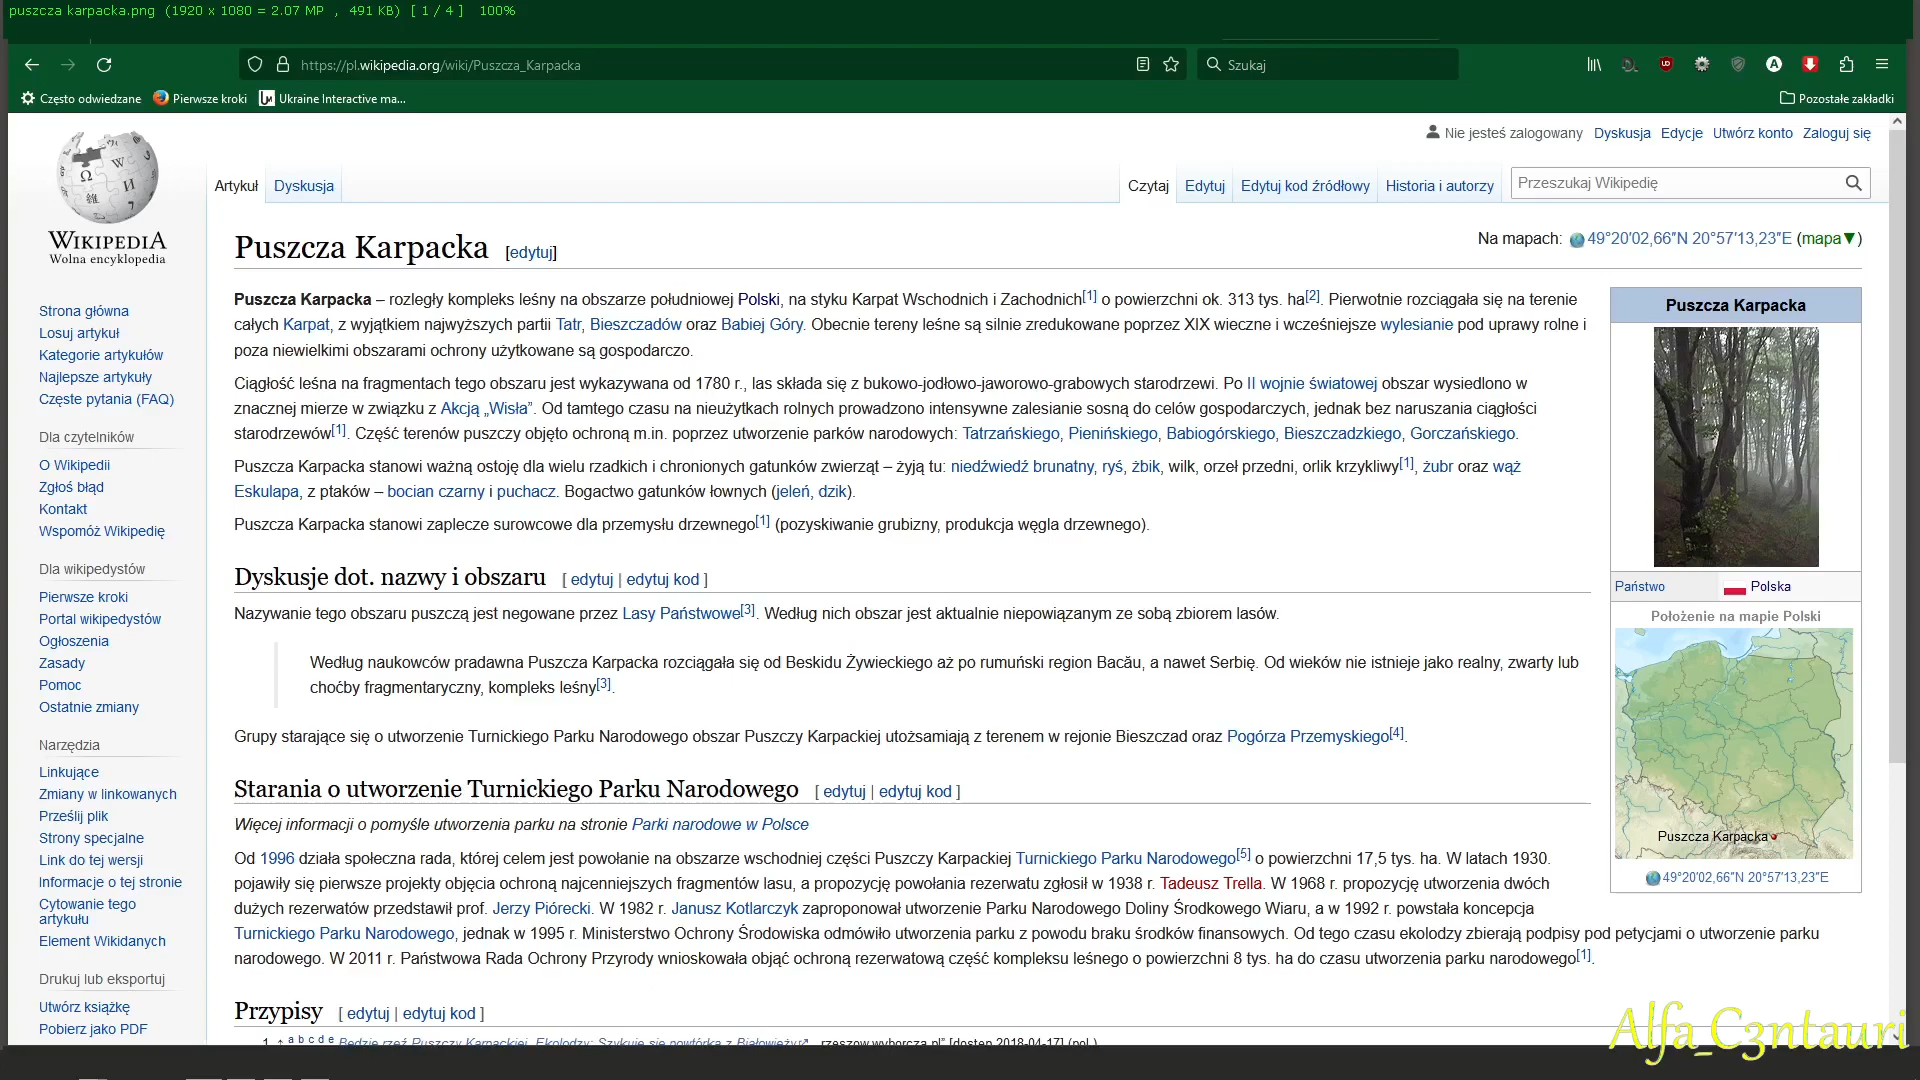 puszcza karpacka.png (1920 x 1080 = 2.07 MP , 491 KB) [ 1 / 4 ] 100%
https://pl.wikipedia.org/wiki/Puszcza_Karpacka
Szukaj
Często odwiedzane Pierwsze kroki Ukraine Interactive ma...
Pozostałe zakładki
Nie jesteś zalogowany Dyskusja Edycje Utwórz konto Zaloguj się
Artykuł Dyskusja
Czytaj Edytuj Edytuj kod źródłowy Historia i autorzy
Przeszukaj Wikipedię
WIKIPEDIA
Wolna encyklopedia
Strona główna
Losuj artykuł
Kategorie artykułów
Najlepsze artykuły
Częste pytania (FAQ)
Dla czytelników
O Wikipedii
Zgłoś błąd
Kontakt
Wspomóż Wikipedię
Dla wikipedystów
Pierwsze kroki
Portal wikipedystów
Ogłoszenia
Zasady
Pomoc
Ostatnie zmiany
Narzędzia
Linkujące
Zmiany w linkowanych
Prześlij plik
Strony specjalne
Link do tej wersji
Informacje o tej stronie
Cytowanie tego
artykułu
Element Wikidanych
Drukuj lub eksportuj
Utwórz książkę
Pobierz jako PDF
Puszcza Karpacka [edytuj]
Na mapach: 49°20′02,66″N 20°57′13,23″E (mapa▼)
Puszcza Karpacka – rozległy kompleks leśny na obszarze południowej Polski, na styku Karpat Wschodnich i Zachodnich[1] o powierzchni ok. 313 tys. ha[2]. Pierwotnie rozciągała się na terenie
całych Karpat, z wyjątkiem najwyższych partii Tatr, Bieszczadów oraz Babiej Góry. Obecnie tereny leśne są silnie zredukowane poprzez XIX wieczne i wcześniejsze wylesianie pod uprawy rolne i
poza niewielkimi obszarami ochrony użytkowane są gospodarczo.
Ciągłość leśna na fragmentach tego obszaru jest wykazywana od 1780 r., las składa się z bukowo-jodłowo-jaworowo-grabowych starodrzewi. Po II wojnie światowej obszar wysiedlono w
znacznej mierze w związku z Akcją „Wisła”. Od tamtego czasu na nieużytkach rolnych prowadzono intensywne zalesianie sosną do celów gospodarczych, jednak bez naruszania ciągłości
starodrzewów[1]. Część terenów puszczy objęto ochroną m.in. poprzez utworzenie parków narodowych: Tatrzańskiego, Pienińskiego, Babiogórskiego, Bieszczadzkiego, Gorczańskiego.
Puszcza Karpacka stanowi ważną ostoję dla wielu rzadkich i chronionych gatunków zwierząt – żyją tu: niedźwiedź brunatny, ryś, żbik, wilk, orzeł przedni, orlik krzykliwy[1], żubr oraz wąż
Eskulapa, z ptaków – bocian czarny i puchacz. Bogactwo gatunków łownych (jeleń, dzik).
Puszcza Karpacka stanowi zaplecze surowcowe dla przemysłu drzewnego[1] (pozyskiwanie grubizny, produkcja węgla drzewnego).
Dyskusje dot. nazwy i obszaru [ edytuj | edytuj kod ]
Nazywanie tego obszaru puszczą jest negowane przez Lasy Państwowe[3]. Według nich obszar jest aktualnie niepowiązanym ze sobą zbiorem lasów.
Według naukowców pradawna Puszcza Karpacka rozciągała się od Beskidu Żywieckiego aż po rumuński region Bacău, a nawet Serbię. Od wieków nie istnieje jako realny, zwarty lub
choćby fragmentaryczny, kompleks leśny[3].
Grupy starające się o utworzenie Turnickiego Parku Narodowego obszar Puszczy Karpackiej utożsamiają z terenem w rejonie Bieszczad oraz Pogórza Przemyskiego[4].
Starania o utworzenie Turnickiego Parku Narodowego [ edytuj | edytuj kod ]
Więcej informacji o pomyśle utworzenia parku na stronie Parki narodowe w Polsce
Od 1996 działa społeczna rada, której celem jest powołanie na obszarze wschodniej części Puszczy Karpackiej Turnickiego Parku Narodowego[5] o powierzchni 17,5 tys. ha. W latach 1930.
pojawiły się pierwsze projekty objęcia ochroną najcenniejszych fragmentów lasu, a propozycję powołania rezerwatu zgłosił w 1938 r. Tadeusz Trella. W 1968 r. propozycję utworzenia dwóch
dużych rezerwatów przedstawił prof. Jerzy Piórecki. W 1982 r. Janusz Kotlarczyk zaproponował utworzenie Parku Narodowego Doliny Środkowego Wiaru, a w 1992 r. powstała koncepcja
Turnickiego Parku Narodowego, jednak w 1995 r. Ministerstwo Ochrony Środowiska odmówiło utworzenia parku z powodu braku środków finansowych. Od tego czasu ekolodzy zbierają podpisy pod petycjami o utworzenie parku
narodowego. W 2011 r. Państwowa Rada Ochrony Przyrody wnioskowała objąć ochroną rezerwatową część kompleksu leśnego o powierzchni 8 tys. ha do czasu utworzenia parku narodowego[1].
Przypisy [ edytuj | edytuj kod ]
1. ↑ a b c d e Będzie rzeź Puszczy Karpackiej. Ekolodzy: Szykuje się powtórka z Białowieży, „rzeszow.wyborcza.pl” [dostęp 2018-04-17] (pol.)
Puszcza Karpacka
Państwo Polska
Położenie na mapie Polski
Puszcza Karpacka
49°20′02,66″N 20°57′13,23″E
Alfa_C3ntauri